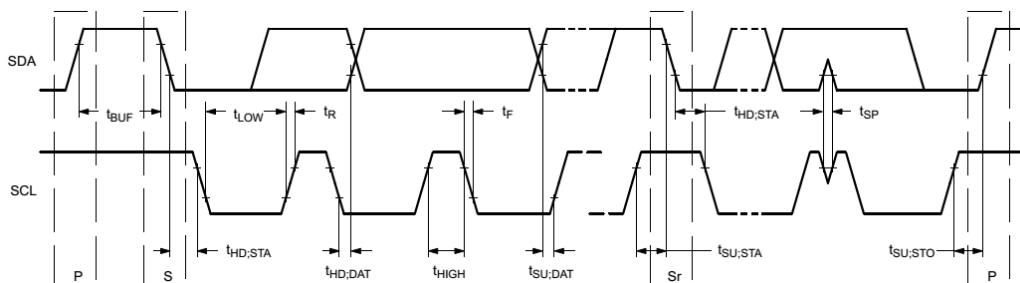 SDA
tBUF tLOW tR tF tHD;STA tSP
SCL
tHD;STA tHD;DAT tHIGH tSU;DAT tSU;STA tSU;STO
P S Sr P